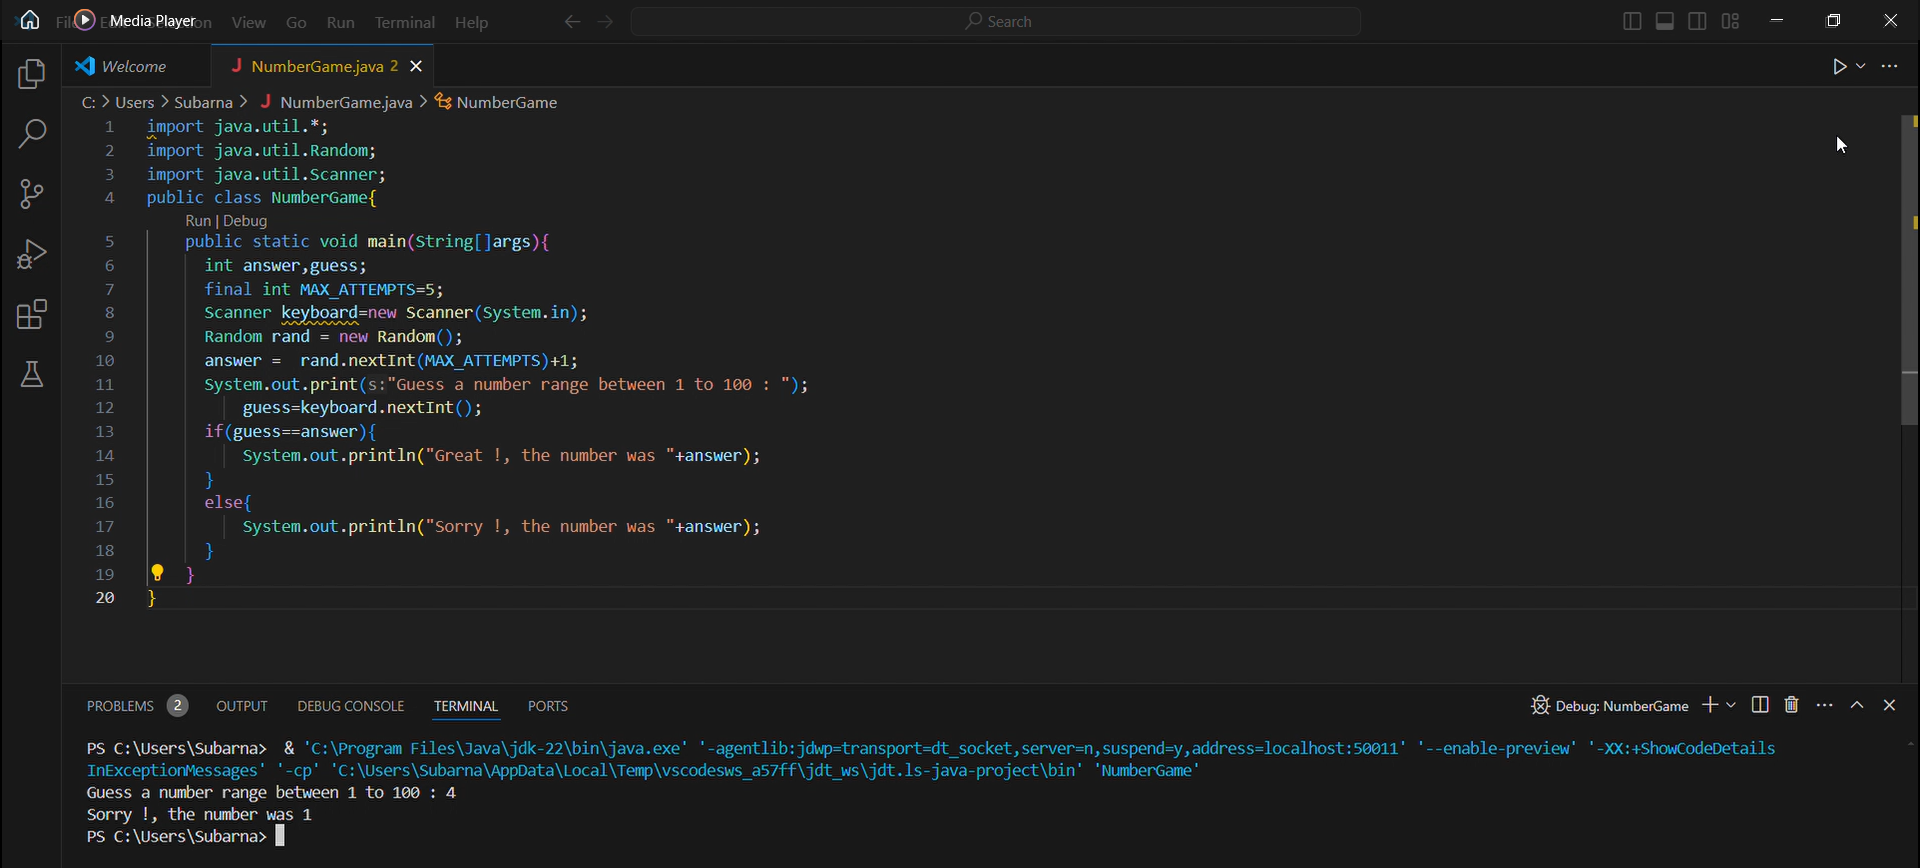 File Edit Selection View Go Run Terminal Help
Media Player
Search
Welcome
NumberGame.java 2
C: > Users > Subarna > J NumberGame.java > NumberGame
1 import java.util.*;
2 import java.util.Random;
3 import java.util.Scanner;
4 public class NumberGame{
Run | Debug
5 public static void main(String[]args){
6 int answer,guess;
7 final int MAX_ATTEMPTS=5;
8 Scanner keyboard=new Scanner(System.in);
9 Random rand = new Random();
10 answer =  rand.nextInt(MAX_ATTEMPTS)+1;
11 System.out.print(s:"Guess a number range between 1 to 100 : ");
12 guess=keyboard.nextInt();
13 if(guess==answer){
14 System.out.println("Great !, the number was "+answer);
15 }
16 else{
17 System.out.println("Sorry !, the number was "+answer);
18 }
19 }
20 }
PROBLEMS 2 OUTPUT DEBUG CONSOLE TERMINAL PORTS
Debug: NumberGame
PS C:\Users\Subarna>  & 'C:\Program Files\Java\jdk-22\bin\java.exe' '-agentlib:jdwp=transport=dt_socket,server=n,suspend=y,address=localhost:50011' '--enable-preview' '-XX:+ShowCodeDetails
InExceptionMessages' '-cp' 'C:\Users\Subarna\AppData\Local\Temp\vscodesws_a57ff\jdt_ws\jdt.ls-java-project\bin' 'NumberGame'
Guess a number range between 1 to 100 : 4
Sorry !, the number was 1
PS C:\Users\Subarna>